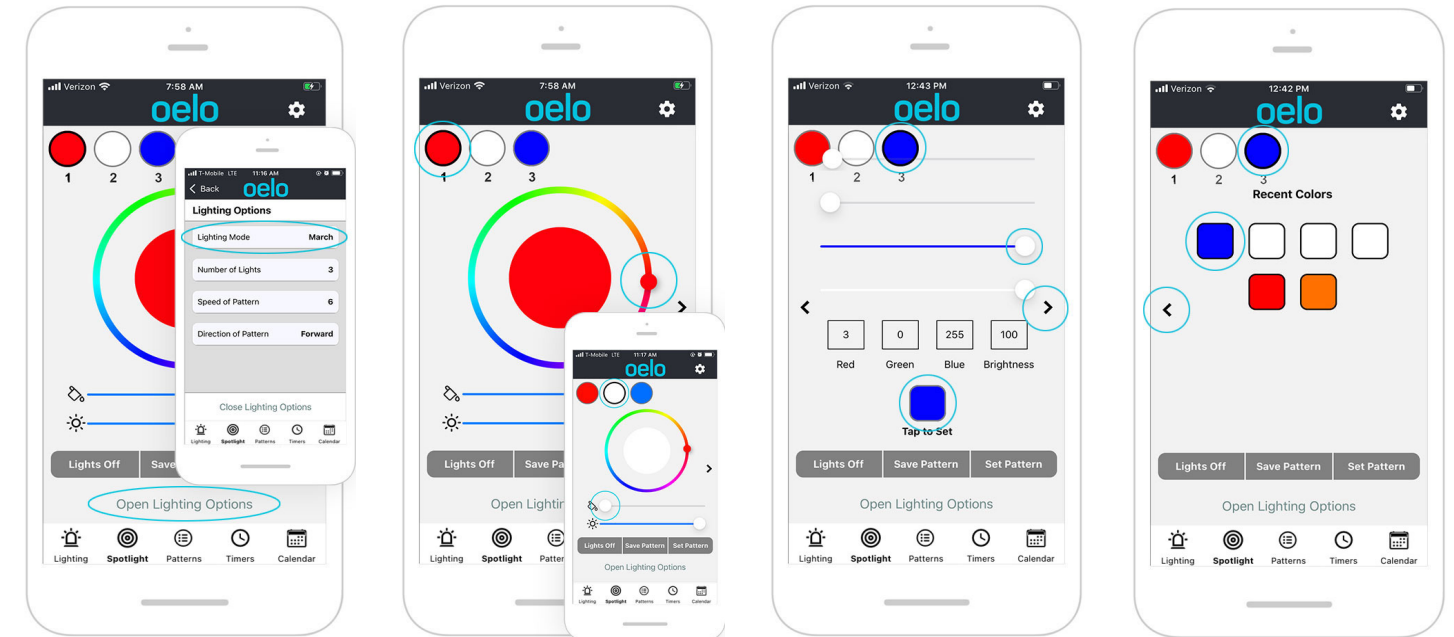 Verizon 7:58 AM
oelo
1 2 3
Lights Off Save
Open Lighting Options
Lighting Spotlight Patterns Timers Calendar
T-Mobile LTE 11:16 AM
Back oelo
Lighting Options
Lighting Mode March
Number of Lights 3
Speed of Pattern 6
Direction of Pattern Forward
Close Lighting Options
Lighting Spotlight Patterns Timers Calendar
Verizon 7:58 AM
oelo
1 2 3
Lights Off Save Pa
Open Lightin
Lighting Spotlight Patter
T-Mobile LTE 11:17 AM
oelo
Lights Off Save Pattern Set Pattern
Open Lighting Options
Lighting Spotlight Patterns Timers Calendar
Verizon 12:43 PM
oelo
1 2 3
3 0 255 100
Red Green Blue Brightness
Tap to Set
Lights Off Save Pattern Set Pattern
Open Lighting Options
Lighting Spotlight Patterns Timers Calendar
Verizon 12:42 PM
oelo
1 2 3
Recent Colors
Lights Off Save Pattern Set Pattern
Open Lighting Options
Lighting Spotlight Patterns Timers Calendar